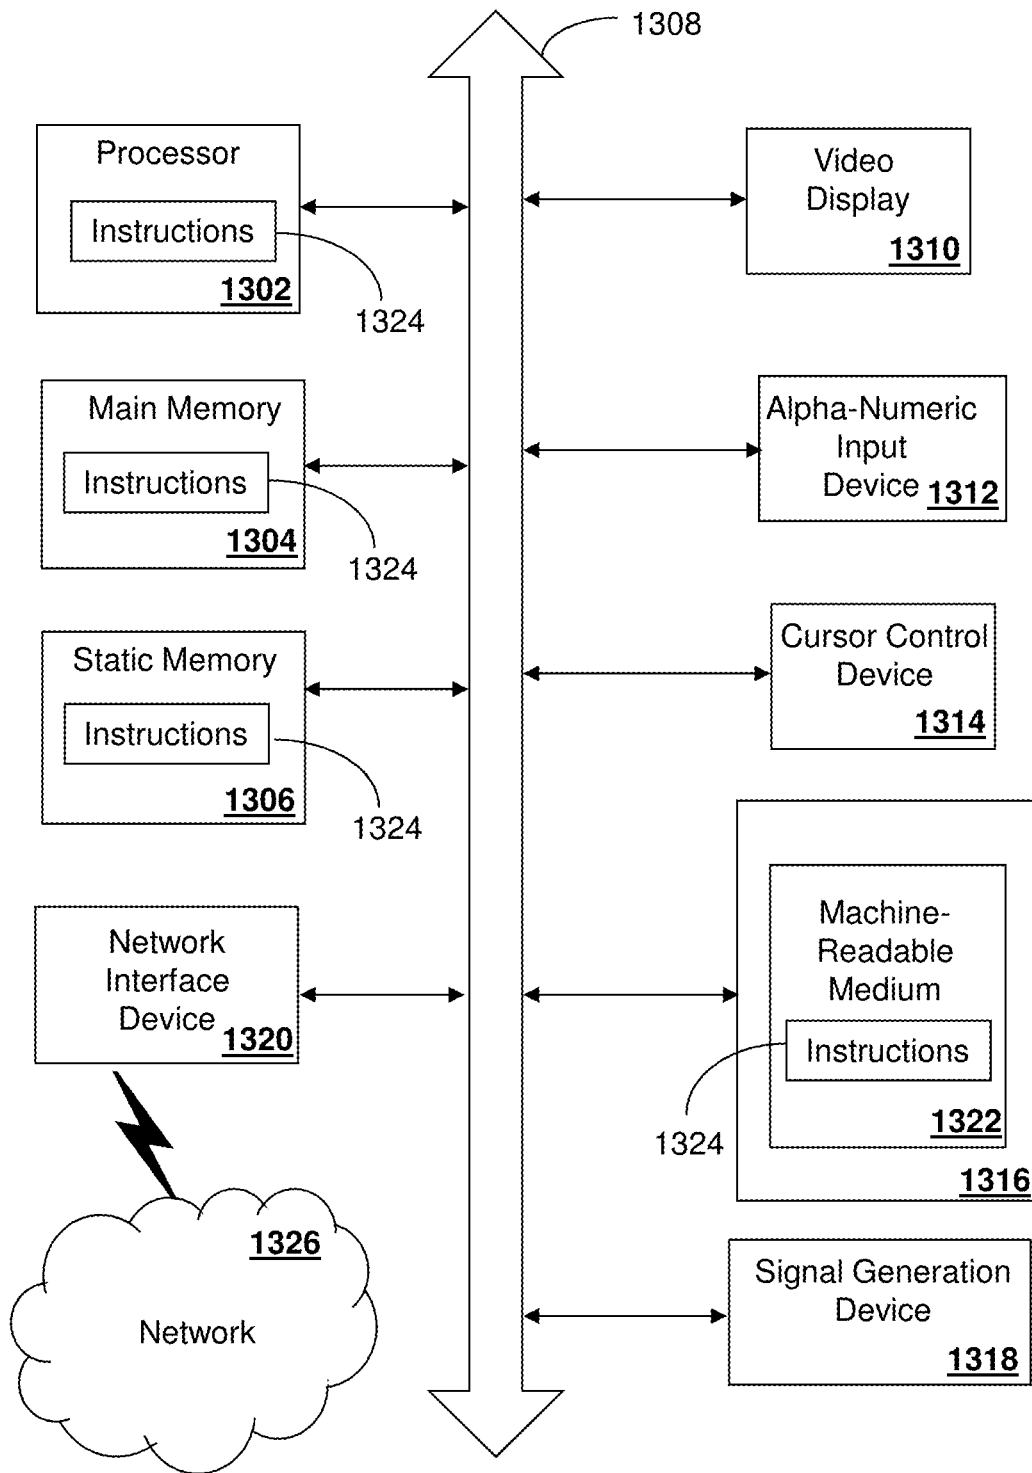 1308
Processor
Instructions
1302
1324
Main Memory
Instructions
1304
1324
Static Memory
Instructions
1306
1324
Network
Interface
Device
1320
1326
Network
Video
Display
1310
Alpha-Numeric
Input
Device 1312
Cursor Control
Device
1314
Machine-
Readable
Medium
Instructions
1322
1324
1316
Signal Generation
Device
1318